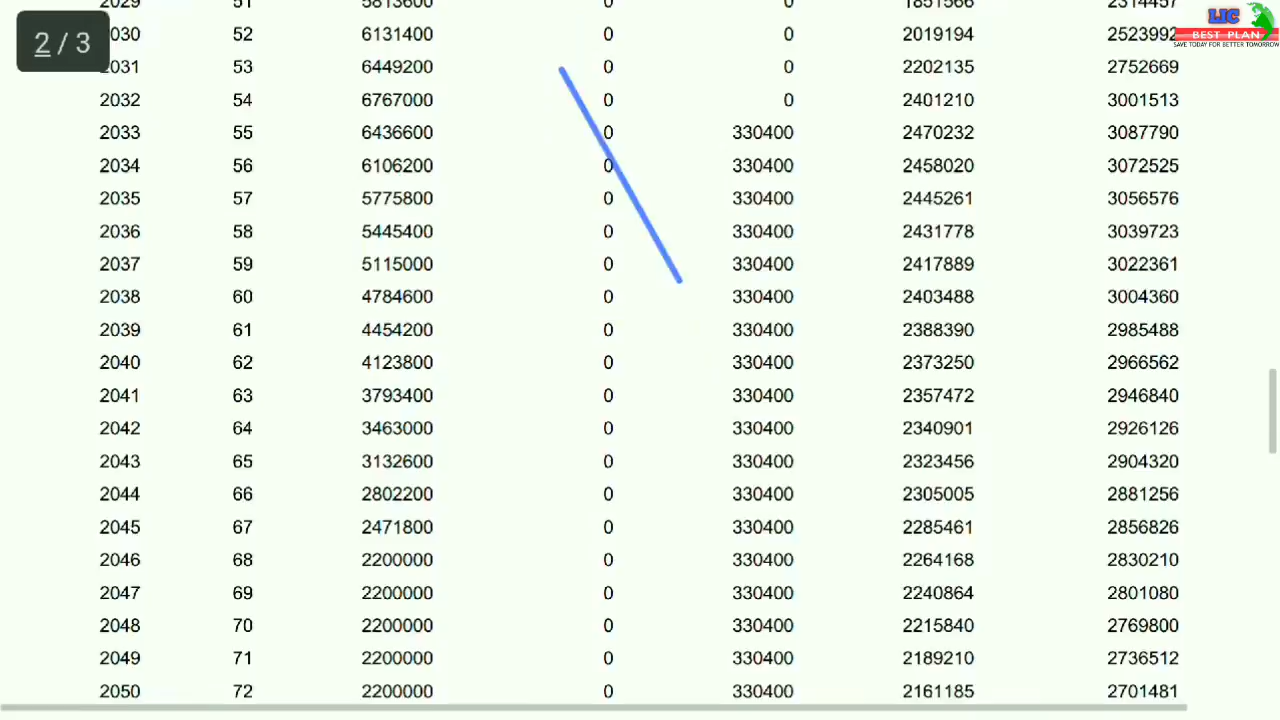 2029 51 5813600 0 0 1851566 2314457
2030 52 6131400 0 0 2019194 2523992
2031 53 6449200 0 0 2202135 2752669
2032 54 6767000 0 0 2401210 3001513
2033 55 6436600 0 330400 2470232 3087790
2034 56 6106200 0 330400 2458020 3072525
2035 57 5775800 0 330400 2445261 3056576
2036 58 5445400 0 330400 2431778 3039723
2037 59 5115000 0 330400 2417889 3022361
2038 60 4784600 0 330400 2403488 3004360
2039 61 4454200 0 330400 2388390 2985488
2040 62 4123800 0 330400 2373250 2966562
2041 63 3793400 0 330400 2357472 2946840
2042 64 3463000 0 330400 2340901 2926126
2043 65 3132600 0 330400 2323456 2904320
2044 66 2802200 0 330400 2305005 2881256
2045 67 2471800 0 330400 2285461 2856826
2046 68 2200000 0 330400 2264168 2830210
2047 69 2200000 0 330400 2240864 2801080
2048 70 2200000 0 330400 2215840 2769800
2049 71 2200000 0 330400 2189210 2736512
2050 72 2200000 0 330400 2161185 2701481
2 / 3
LIC
BEST PLAN
SAVE TODAY FOR BETTER TOMORROW